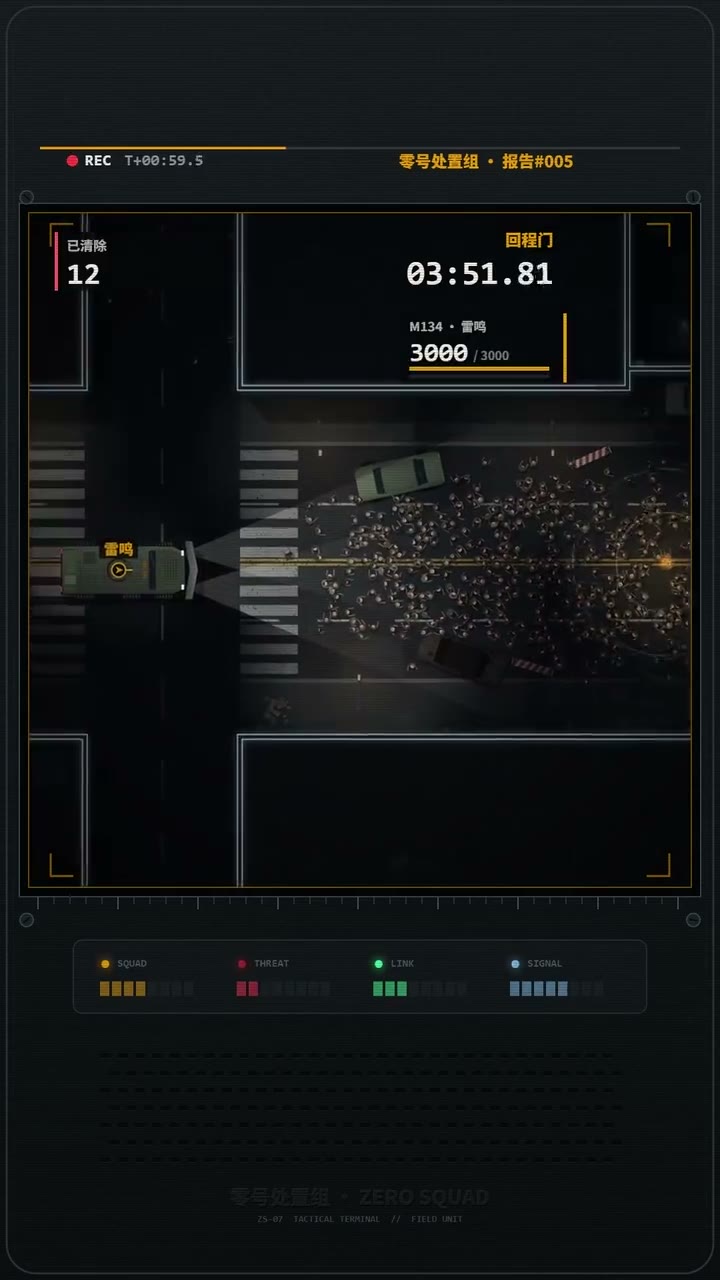 REC T+00:59.5
零号处置组 • 报告#005
已清除
12
回程门
03:51.81
M134 • 雷鸣
3000 / 3000
雷鸣
SQUAD
THREAT
LINK
SIGNAL
零号处置组 • ZERO SQUAD
ZS-07 TACTICAL TERMINAL // FIELD UNIT